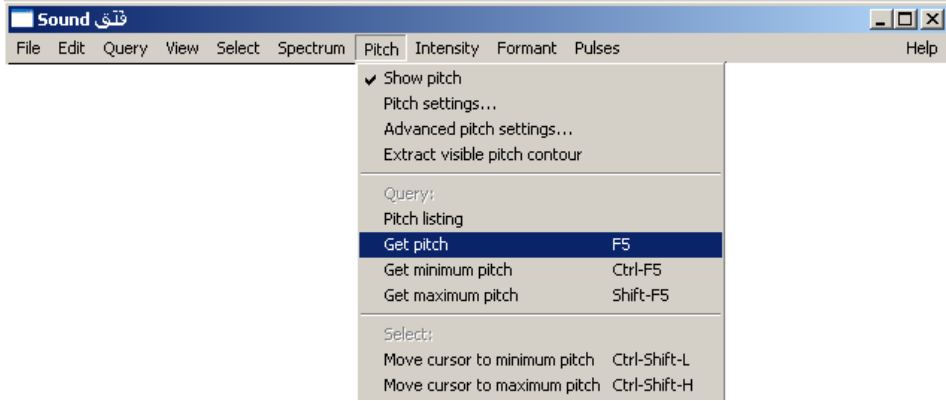 Sound فَتَق
File Edit Query View Select Spectrum Pitch Intensity Formant Pulses Help
Show pitch
Pitch settings...
Advanced pitch settings...
Extract visible pitch contour
Query:
Pitch listing
Get pitch F5
Get minimum pitch Ctrl-F5
Get maximum pitch Shift-F5
Select:
Move cursor to minimum pitch Ctrl-Shift-L
Move cursor to maximum pitch Ctrl-Shift-H